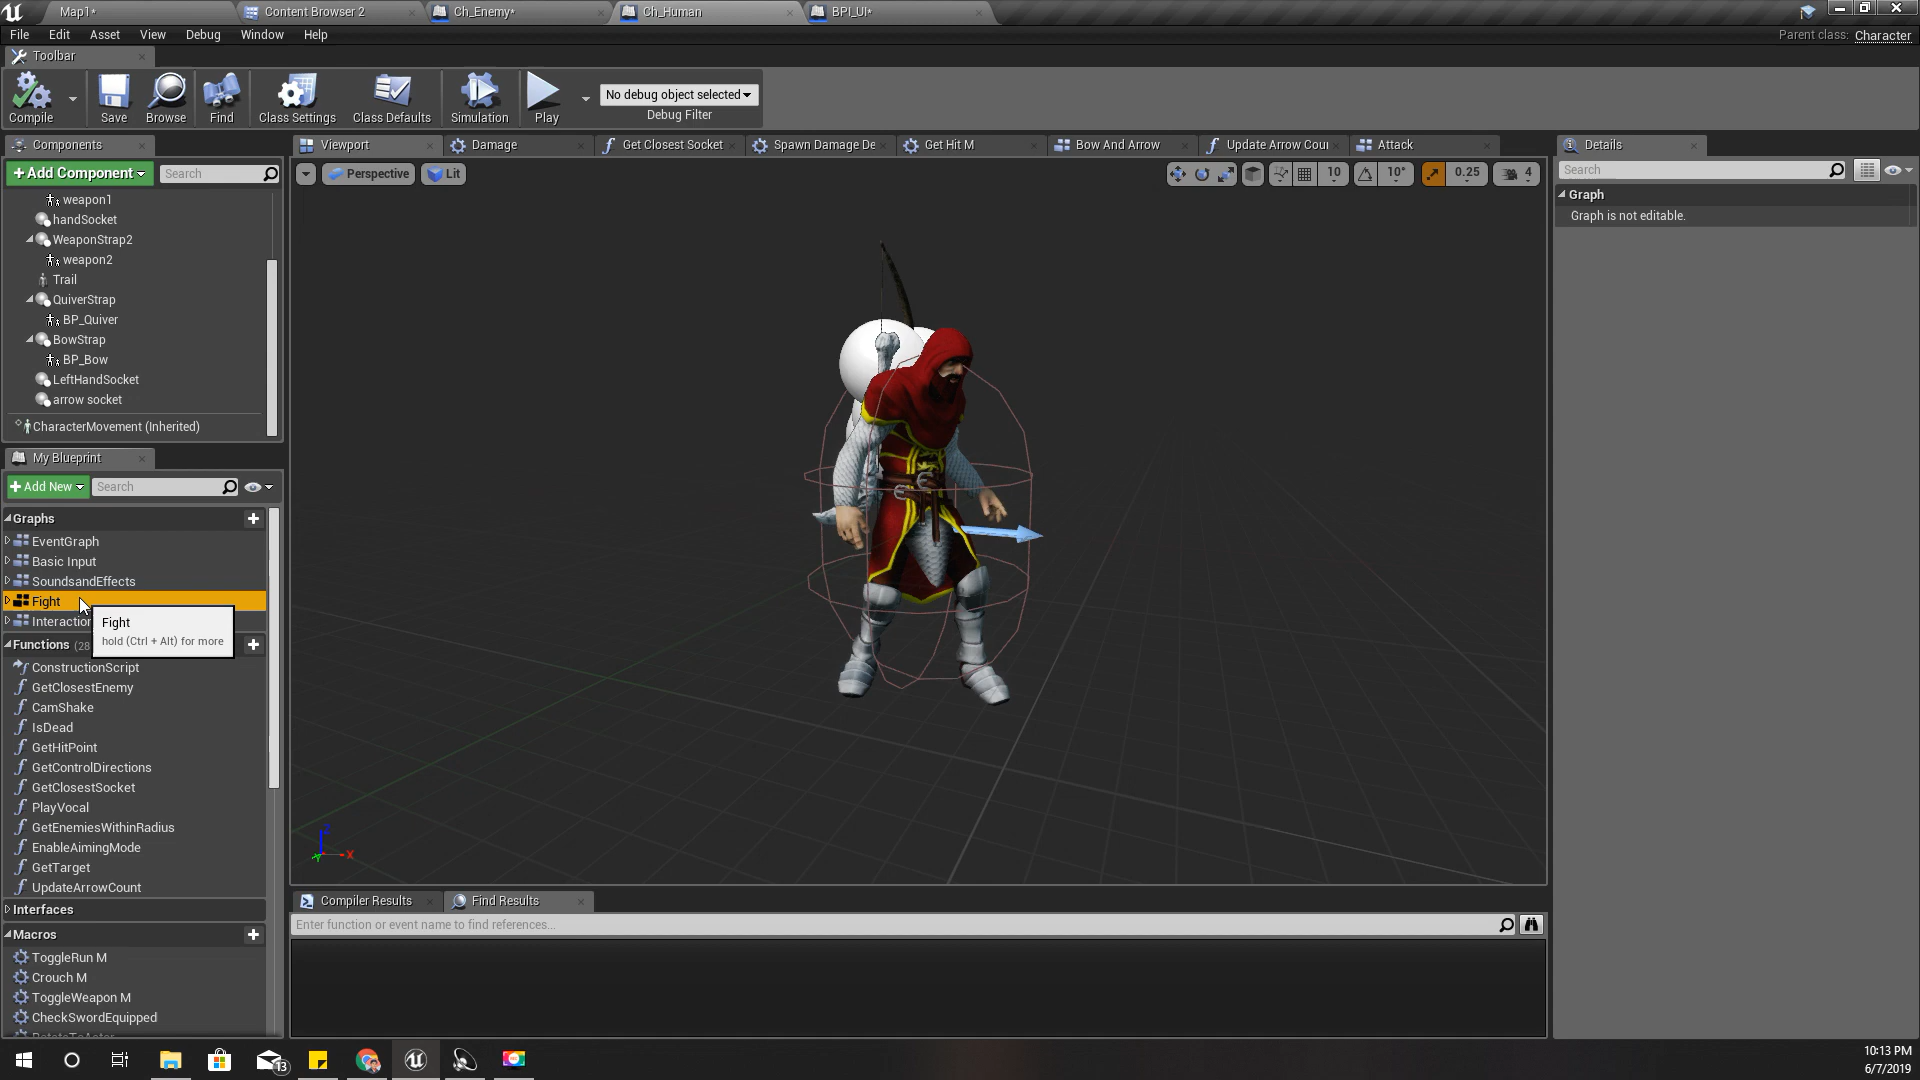 Map1*
Content Browser 2
Ch_Enemy*
Ch_Human
BPI_UI*
File Edit Asset View Debug Window Help
Parent class: Character
Toolbar
Compile
Save
Browse
Find
Class Settings
Class Defaults
Simulation
Play
No debug object selected
Debug Filter
Components
+Add Component
Search
weapon1
handSocket
WeaponStrap2
weapon2
Trail
QuiverStrap
BP_Quiver
BowStrap
BP_Bow
LeftHandSocket
arrow socket
CharacterMovement (Inherited)
My Blueprint
+Add New
Search
Graphs
EventGraph
Basic Input
SoundsandEffects
Fight
Interaction
Fight
hold (Ctrl + Alt) for more
Functions (28
ConstructionScript
GetClosestEnemy
CamShake
IsDead
GetHitPoint
GetControlDirections
GetClosestSocket
PlayVocal
GetEnemiesWithinRadius
EnableAimingMode
GetTarget
UpdateArrowCount
Interfaces
Macros
ToggleRun M
Crouch M
ToggleWeapon M
CheckSwordEquipped
Viewport
Damage
Get Closest Socket
Spawn Damage De
Get Hit M
Bow And Arrow
Update Arrow Cou
Attack
Perspective
Lit
10
10°
0.25
4
Z
Y
X
Compiler Results
Find Results
Enter function or event name to find references...
Details
Search
Graph
Graph is not editable.
13
10:13 PM
6/7/2019